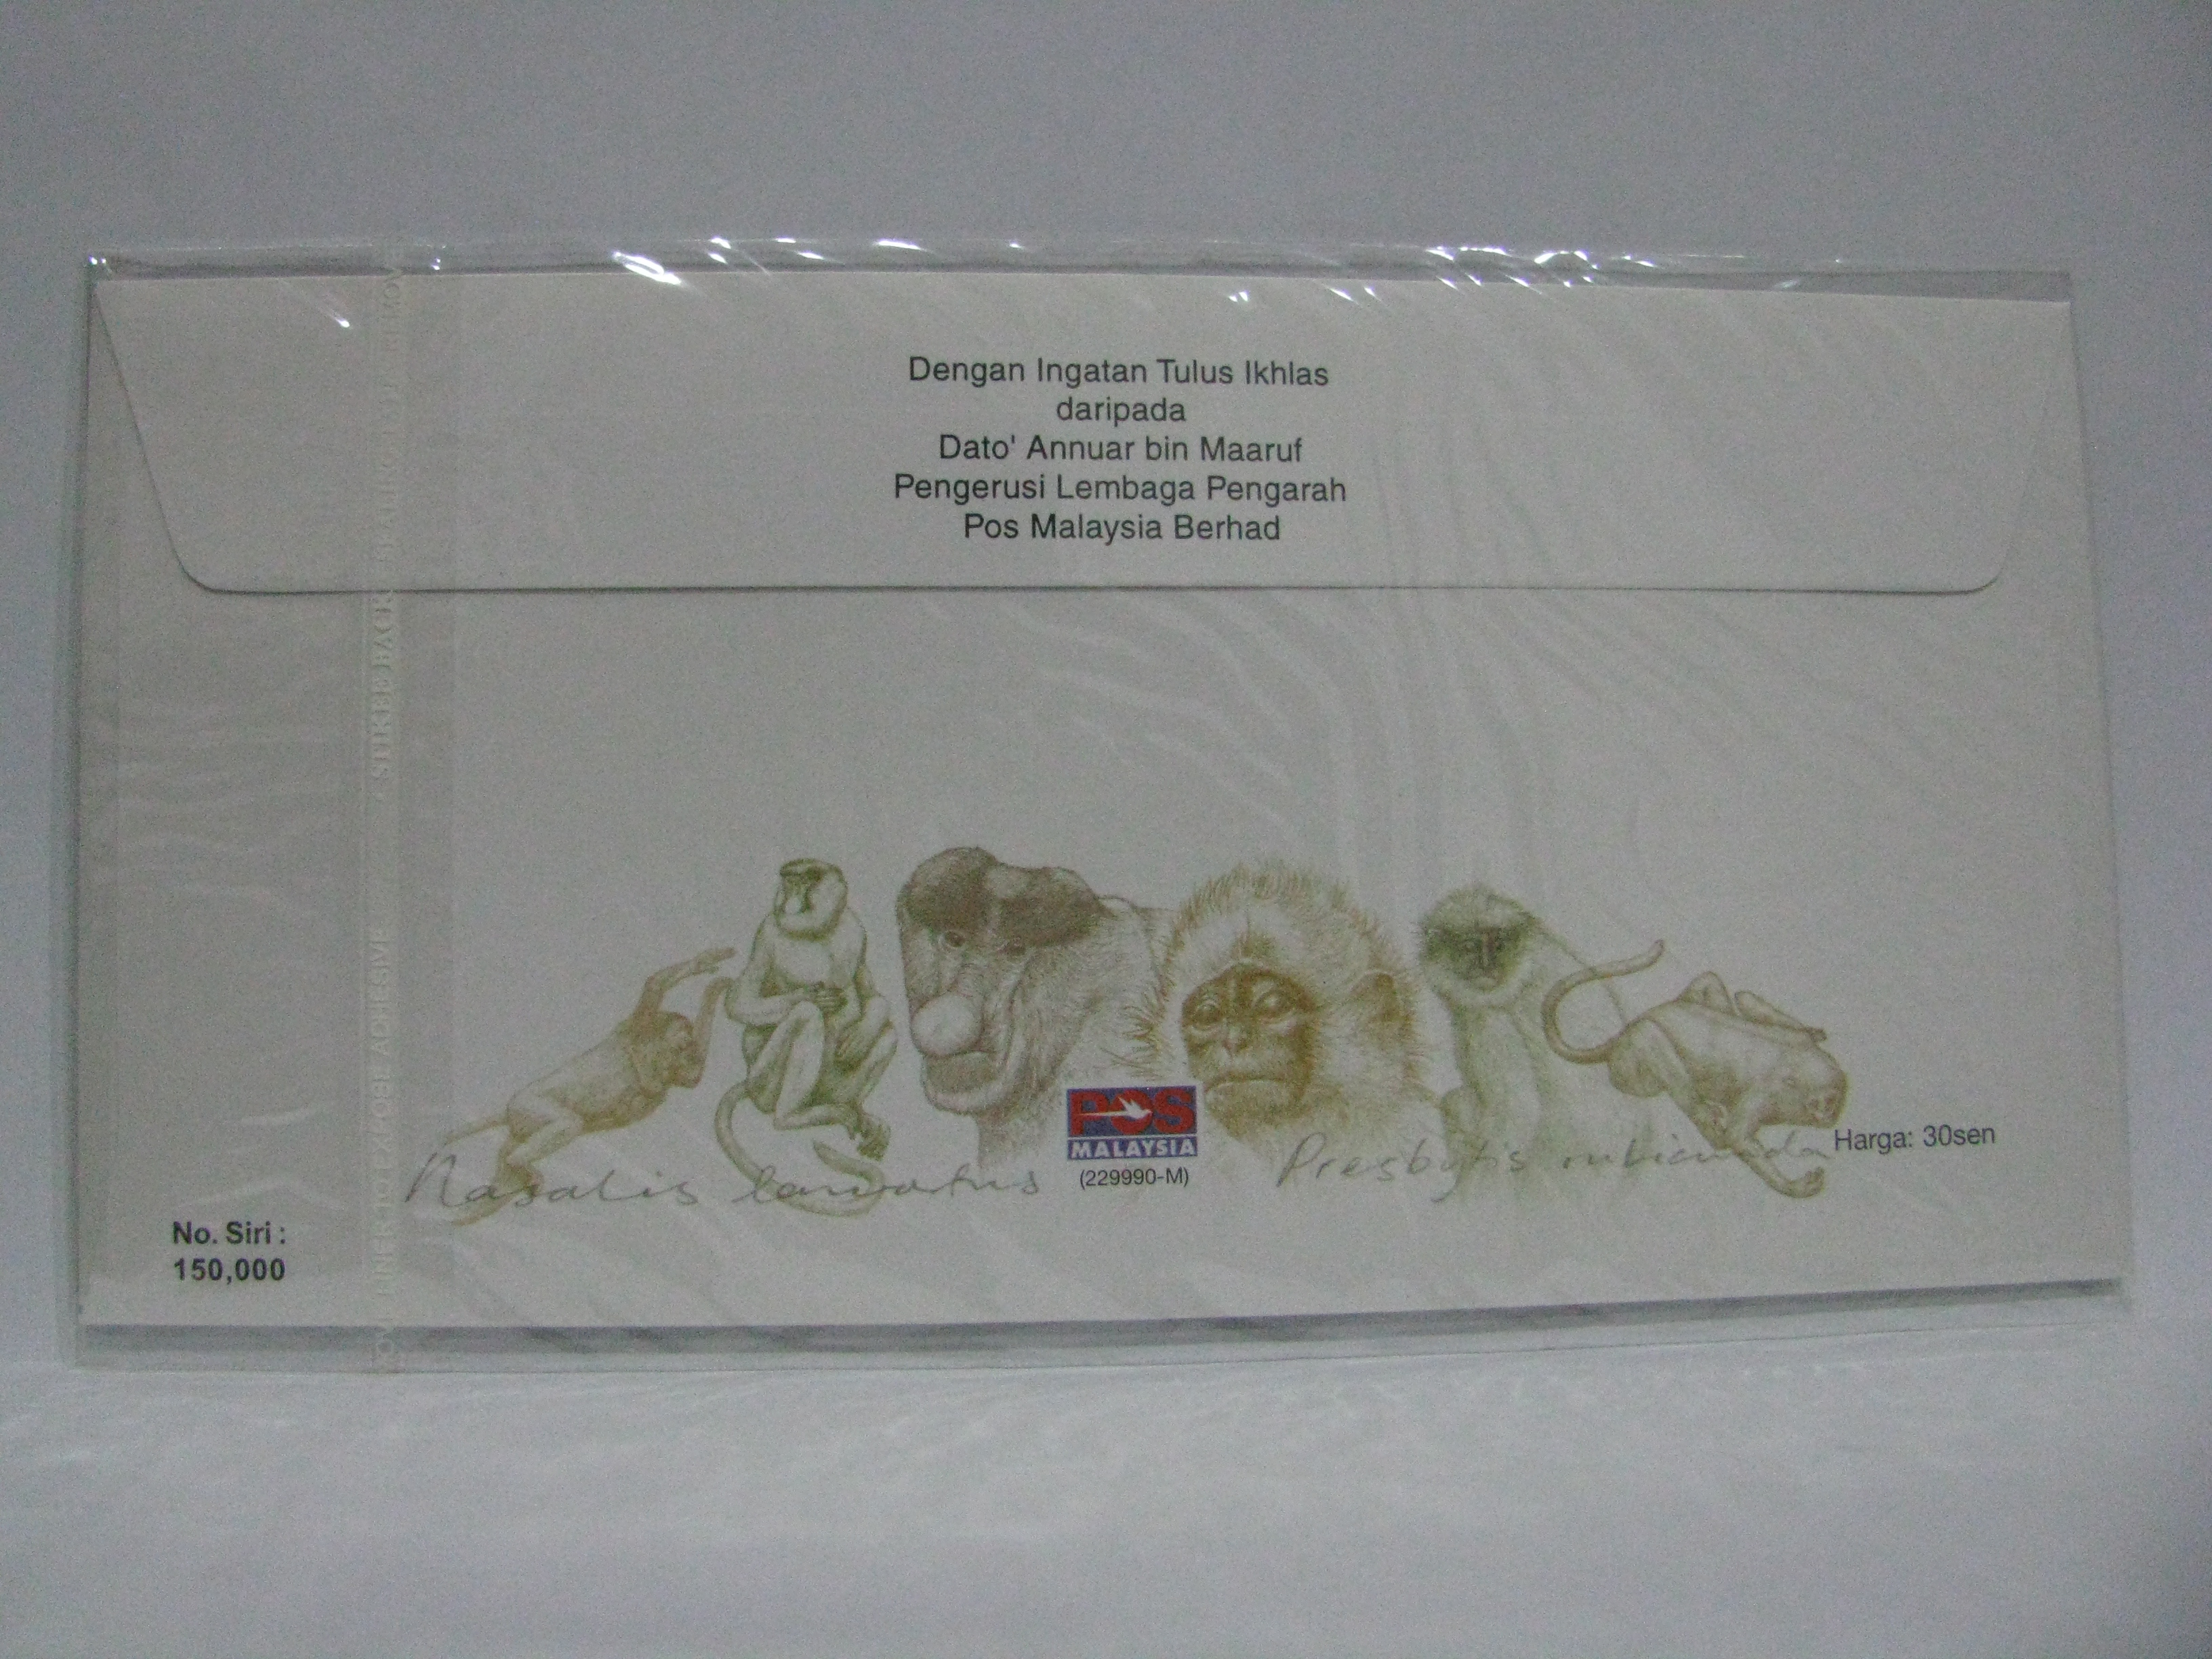 Dengan Ingatan Tulus Ikhlas
daripada
Dato' Annuar bin Maaruf
Pengerusi Lembaga Pengarah
Pos Malaysia Berhad
POS
MALAYSIA
(229990-M)
Nasalis larvatus
Presbytis rubicunda
Harga: 30sen
No. Siri :
150,000